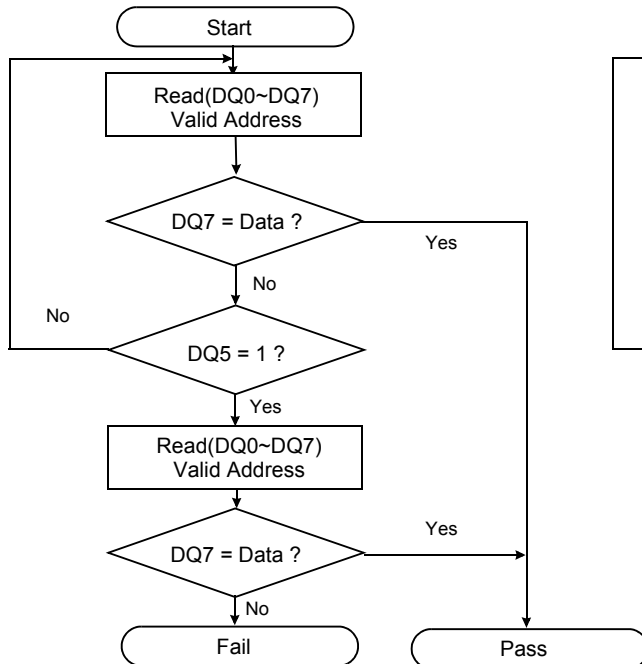 Start
Read(DQ0~DQ7)
Valid Address
DQ7 = Data ?
Yes
No
No
DQ5 = 1 ?
Yes
Read(DQ0~DQ7)
Valid Address
DQ7 = Data ?
Yes
No
Fail
Pass